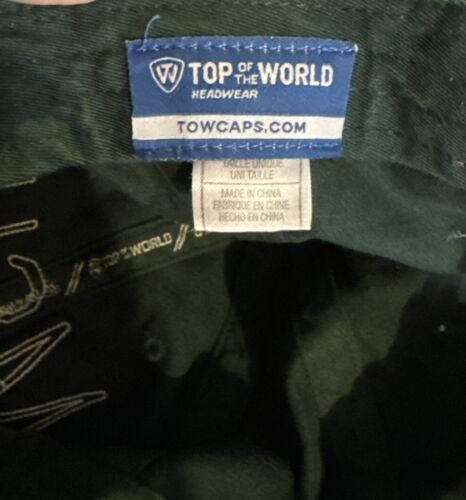 TOP OF THE WORLD
HEADWEAR
TOWCAPS.COM
TAILLE UNIQUE
UNI TAILLE
MADE IN CHINA
FABRIQUE EN CHINE
HECHO EN CHINA
// TOP OF THE WORLD //